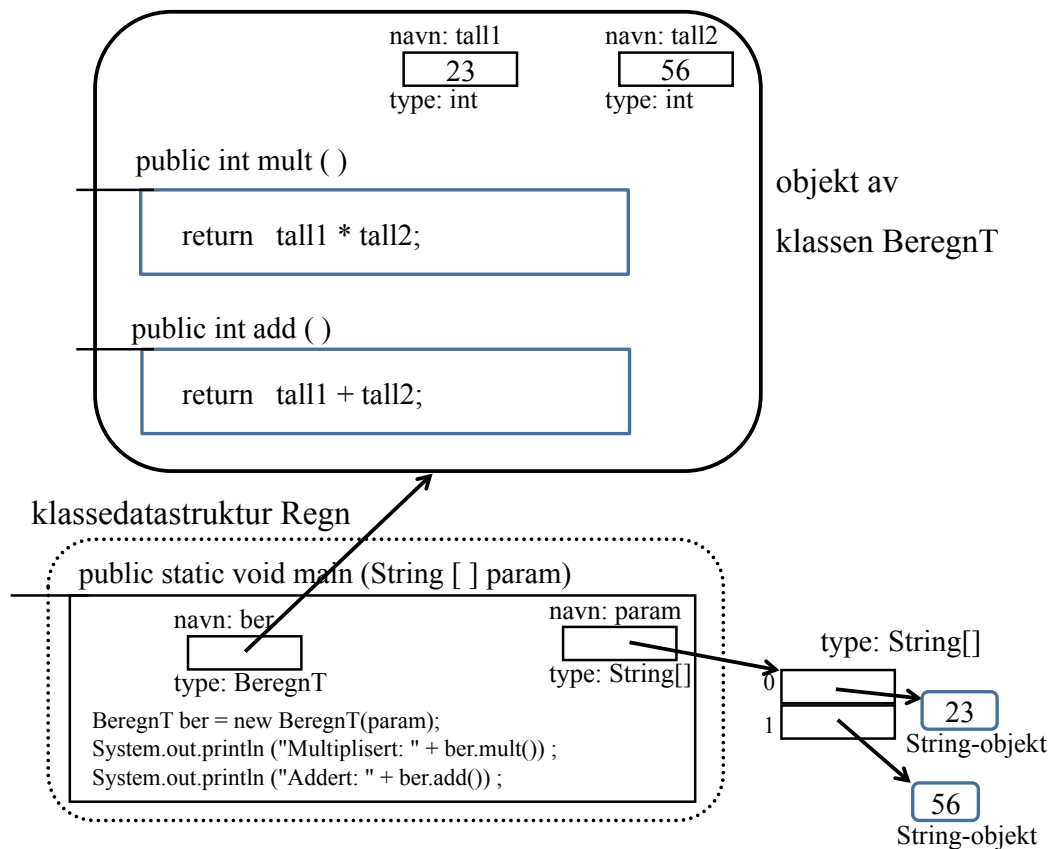 navn: tall1
navn: tall2
23
56
type: int
type: int
public int mult ( )
return tall1 * tall2;
objekt av
klassen BeregnT
public int add ( )
return tall1 + tall2;
klassedatastruktur Regn
public static void main (String [ ] param)
navn: ber
navn: param
type: BeregnT
type: String[]
type: String[]
0
1
23
String-objekt
56
String-objekt
BeregnT ber = new BeregnT(param);
System.out.println ("Multiplisert: " + ber.mult()) ;
System.out.println ("Addert: " + ber.add()) ;